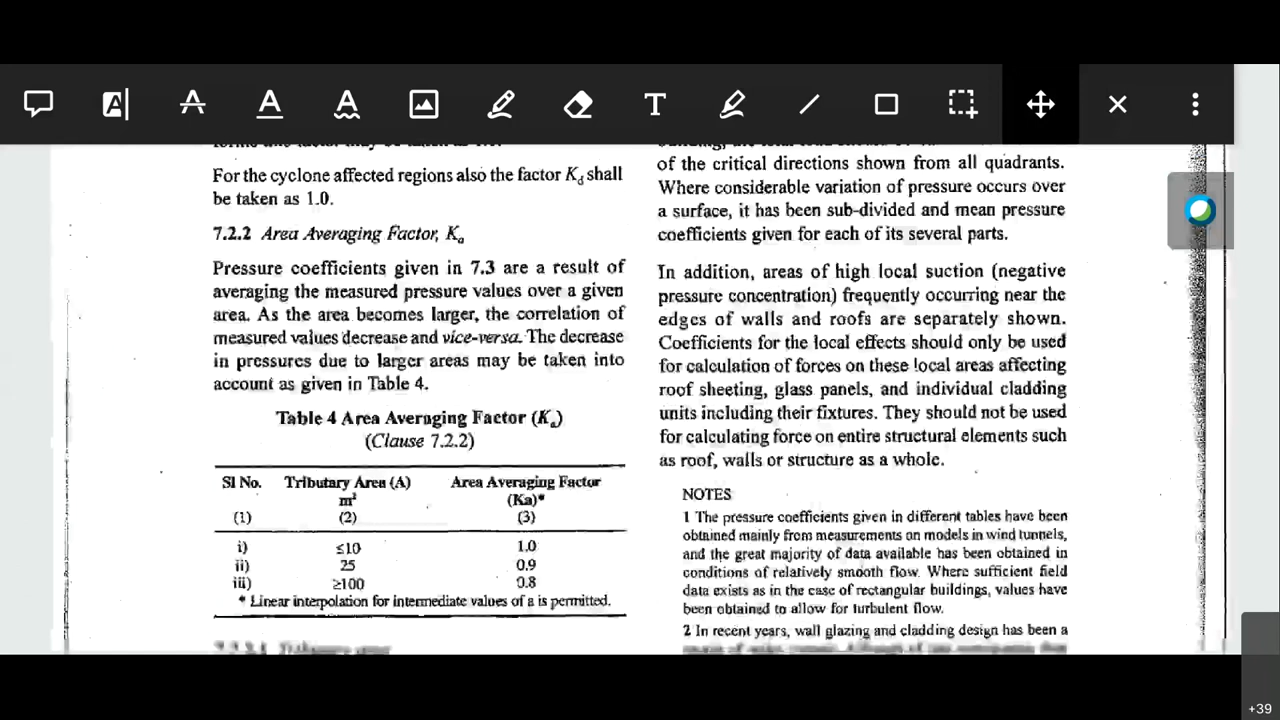 For the cyclone affected regions also the factor Kd shall
be taken as 1.0.
7.2.2 Area Averaging Factor, Ka
Pressure coefficients given in 7.3 are a result of
averaging the measured pressure values over a given
area. As the area becomes larger, the correlation of
measured values decrease and vice-versa. The decrease
in pressures due to larger areas may be taken into
account as given in Table 4.
Table 4 Area Averaging Factor (Ka)
(Clause 7.2.2)
Sl No. Tributary Area (A) Area Averaging Factor
m² (Ka)*
(1) (2) (3)
i) ≤10 1.0
ii) 25 0.9
iii) ≥100 0.8
* Linear interpolation for intermediate values of a is permitted.
of the critical directions shown from all quadrants.
Where considerable variation of pressure occurs over
a surface, it has been sub-divided and mean pressure
coefficients given for each of its several parts.
In addition, areas of high local suction (negative
pressure concentration) frequently occurring near the
edges of walls and roofs are separately shown.
Coefficients for the local effects should only be used
for calculation of forces on these local areas affecting
roof sheeting, glass panels, and individual cladding
units including their fixtures. They should not be used
for calculating force on entire structural elements such
as roof, walls or structure as a whole.
NOTES
1 The pressure coefficients given in different tables have been
obtained mainly from measurements on models in wind tunnels,
and the great majority of data available has been obtained in
conditions of relatively smooth flow. Where sufficient field
data exists as in the case of rectangular buildings, values have
been obtained to allow for turbulent flow.
2 In recent years, wall glazing and cladding design has been a
+39